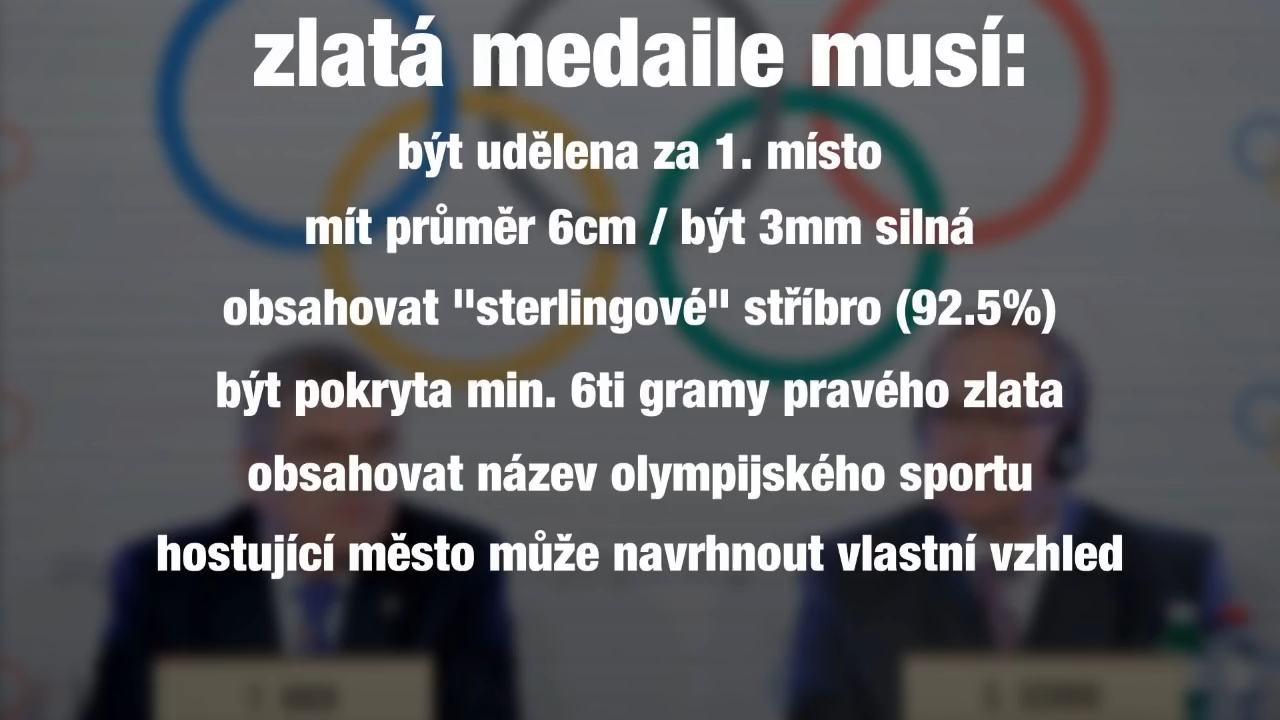 zlatá medaile musí:
být udělena za 1. místo
mít průměr 6cm / být 3mm silná
obsahovat "sterlingové" stříbro (92.5%)
být pokryta min. 6ti gramy pravého zlata
obsahovat název olympijského sportu
hostující město může navrhnout vlastní vzhled